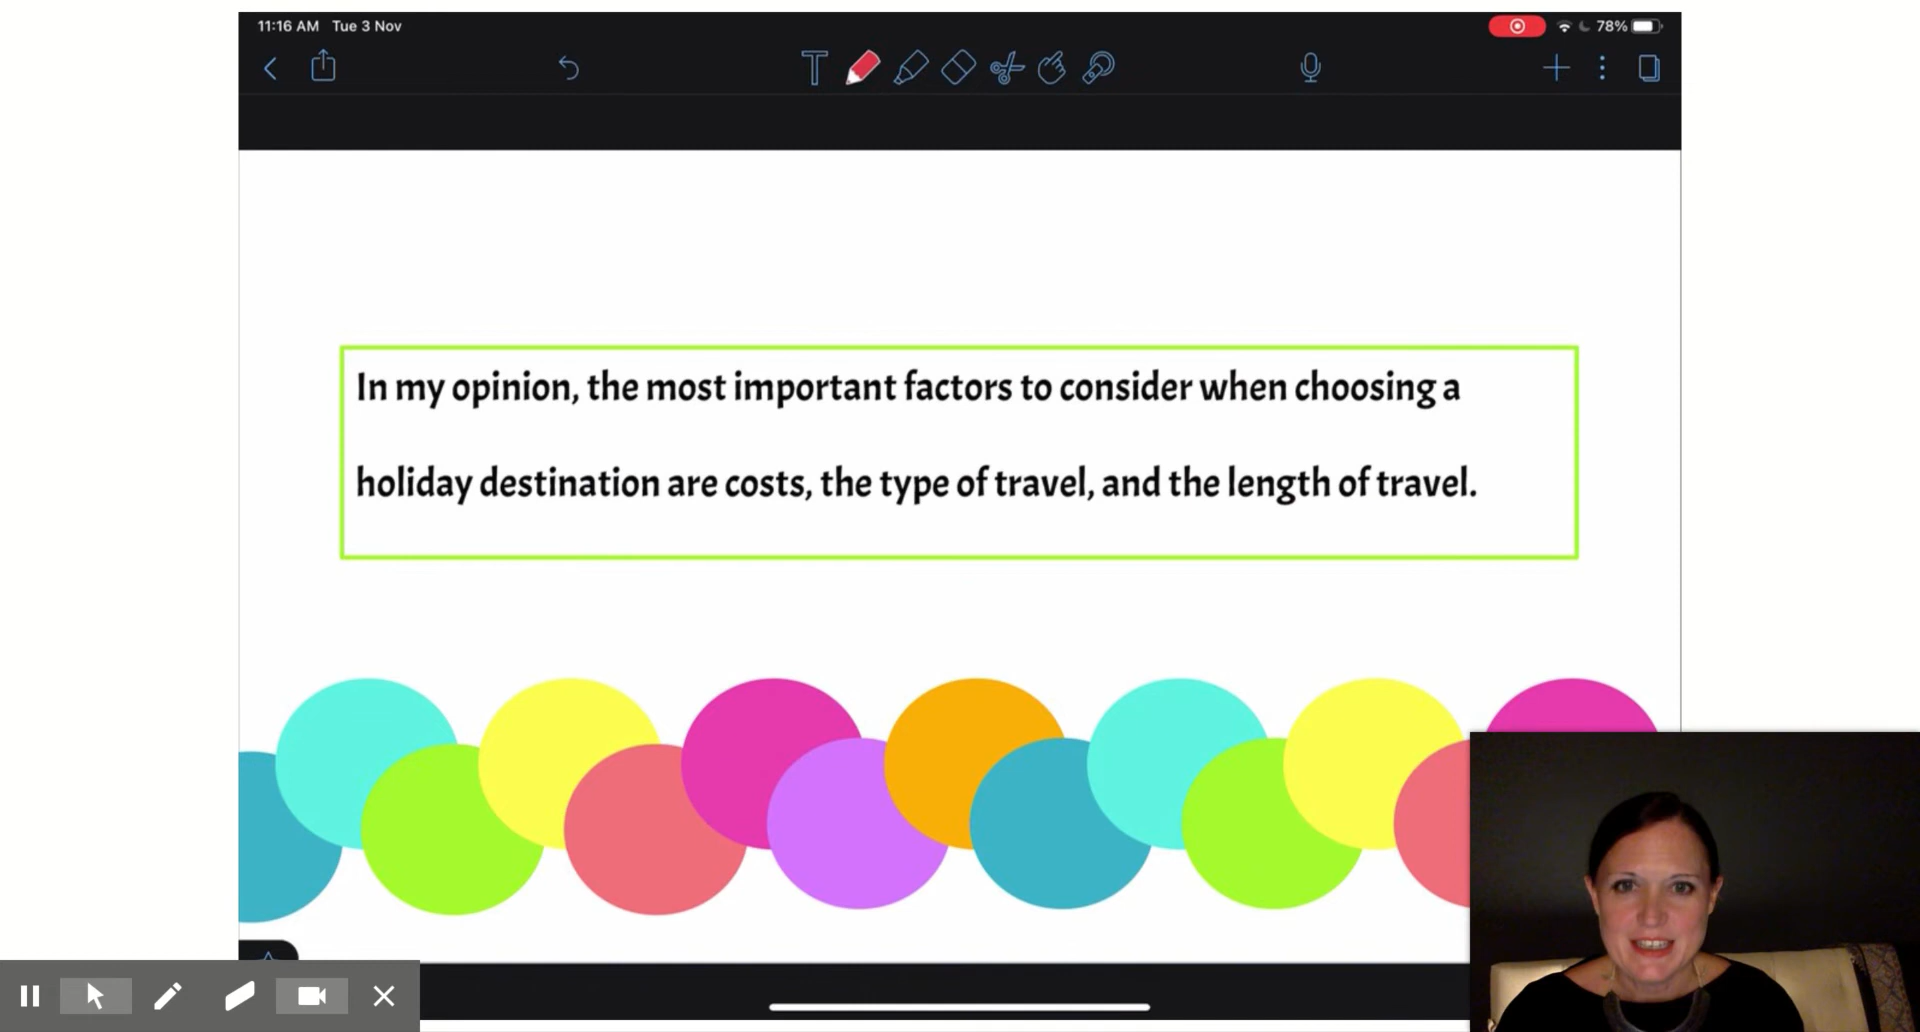 11:16 AM Tue 3 Nov
78%
In my opinion, the most important factors to consider when choosing a
holiday destination are costs, the type of travel, and the length of travel.